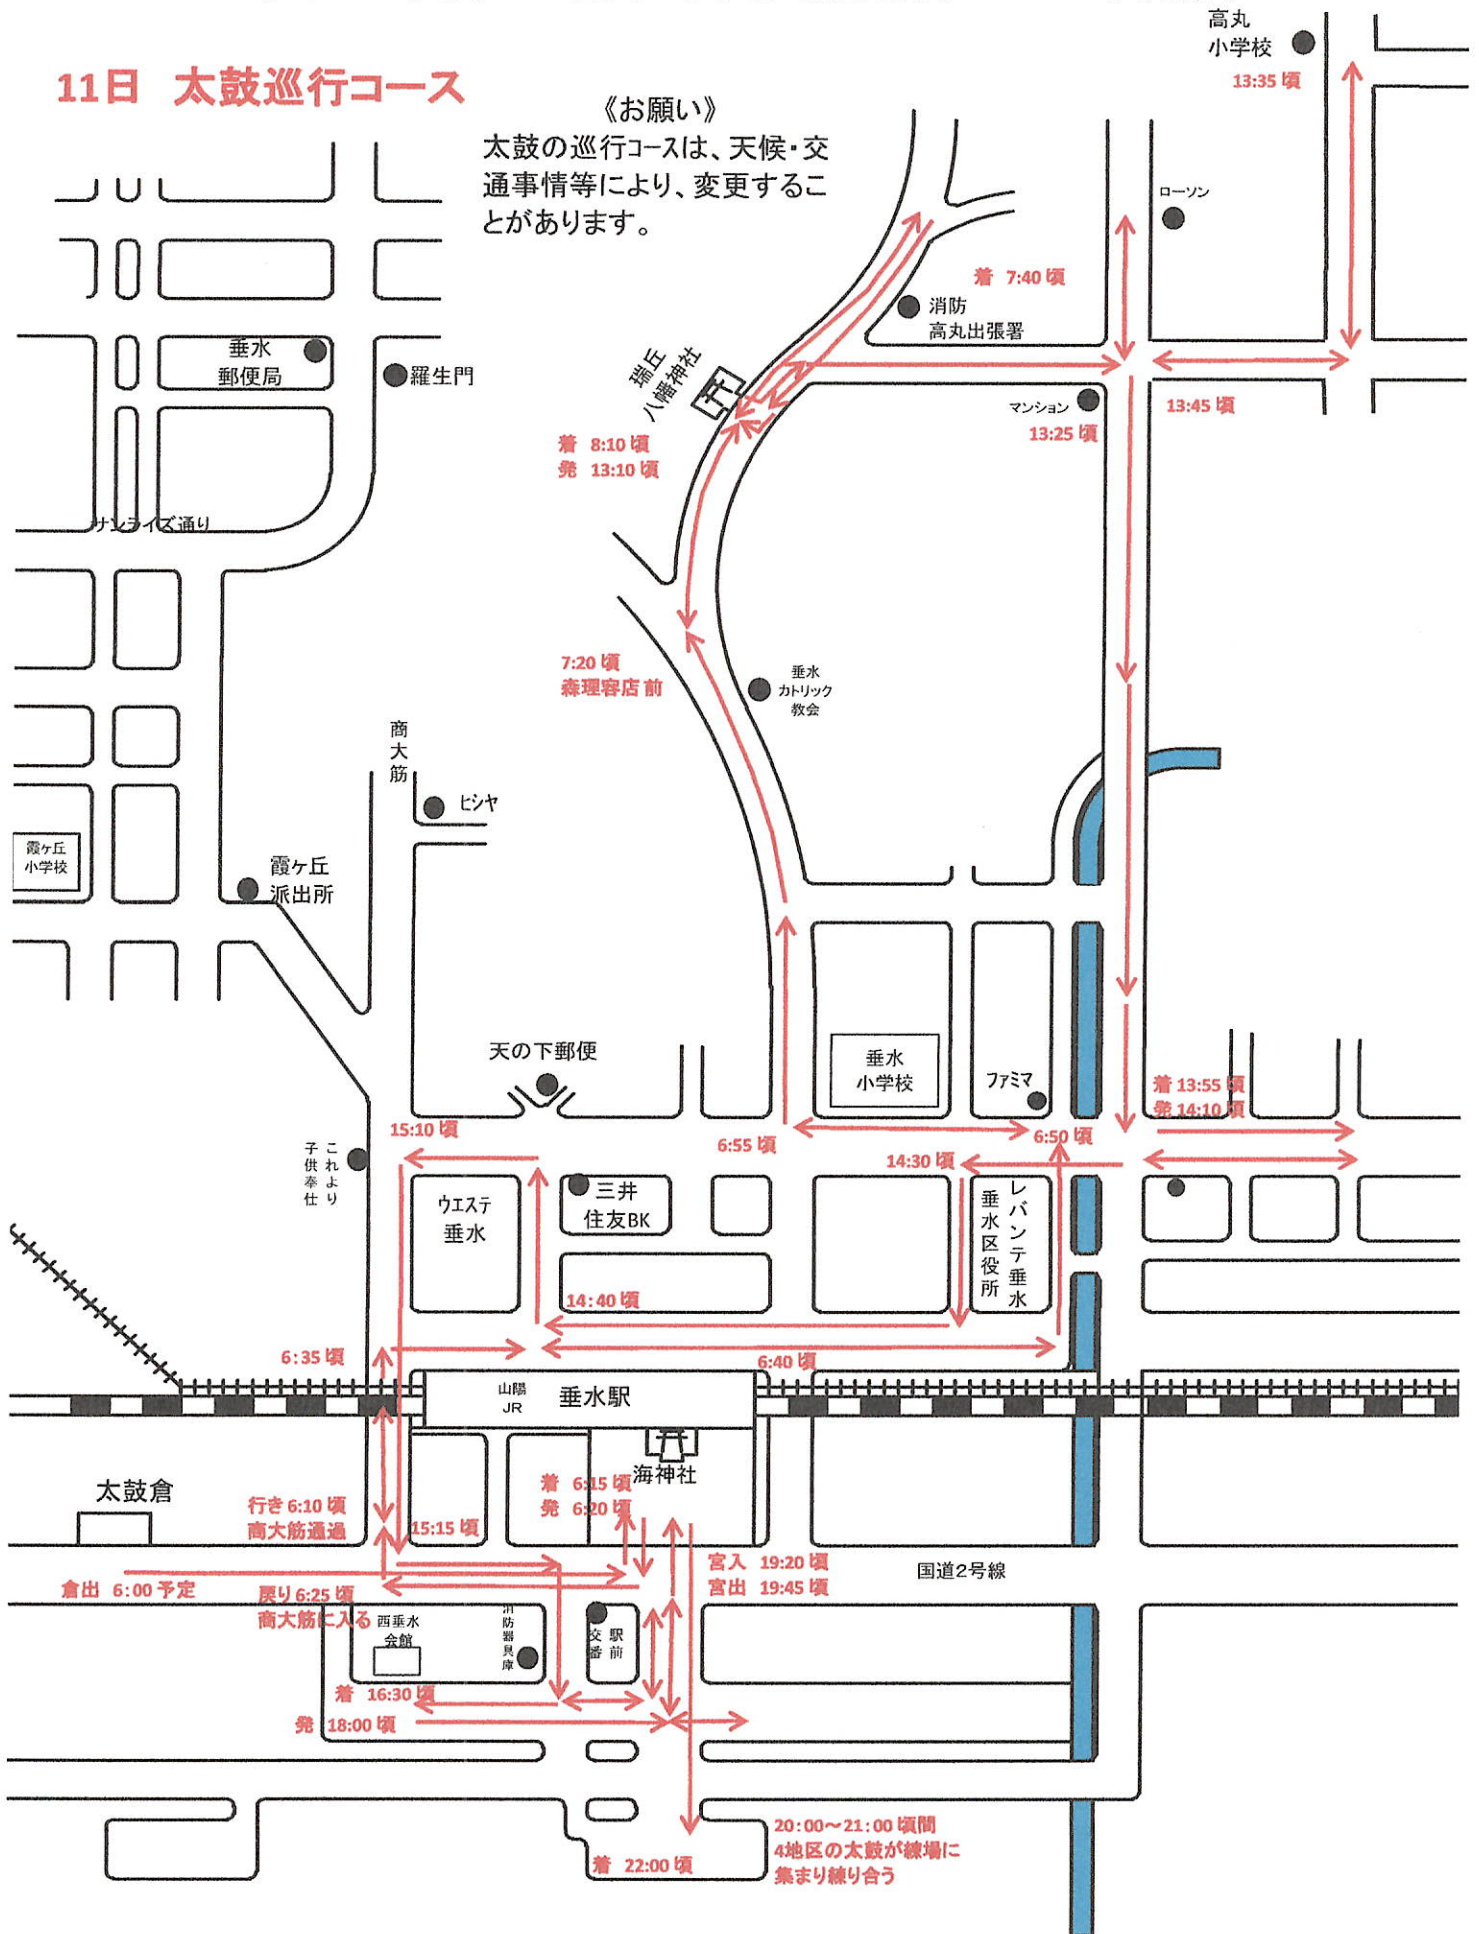 11日 太鼓巡行コース
《お願い》
太鼓の巡行コースは、天候・交
通事情等により、変更するこ
とがあります。
高丸
小学校
13:35 頃
ローソン
着 7:40 頃
消防
高丸出張署
垂水
郵便局
羅生門
瑞丘
八幡神社
マンション
13:25 頃
13:45 頃
着 8:10 頃
発 13:10 頃
サンライズ通り
7:20 頃
森理容店前
垂水
カトリック
教会
商大筋
ヒシヤ
霞ヶ丘
小学校
霞ヶ丘
派出所
天の下郵便
垂水
小学校
ファミマ
着 13:55 頃
発 14:10 頃
15:10 頃
6:55 頃
6:50 頃
14:30 頃
これより
子供奉仕
ウエステ
垂水
三井
住友BK
レバンテ垂水
垂水区役所
14:40 頃
6:35 頃
6:40 頃
山陽
JR
垂水駅
海神社
太鼓倉
着 6:15 頃
発 6:20 頃
行き 6:10 頃
商大筋通過
15:15 頃
宮入 19:20 頃
宮出 19:45 頃
国道2号線
倉出 6:00 予定
戻り 6:25 頃
商大筋に入る
西垂水
会館
消防器具庫
駅前
交番
着 16:30 頃
発 18:00 頃
20:00～21:00 頃間
4地区の太鼓が練場に
集まり練り合う
着 22:00 頃